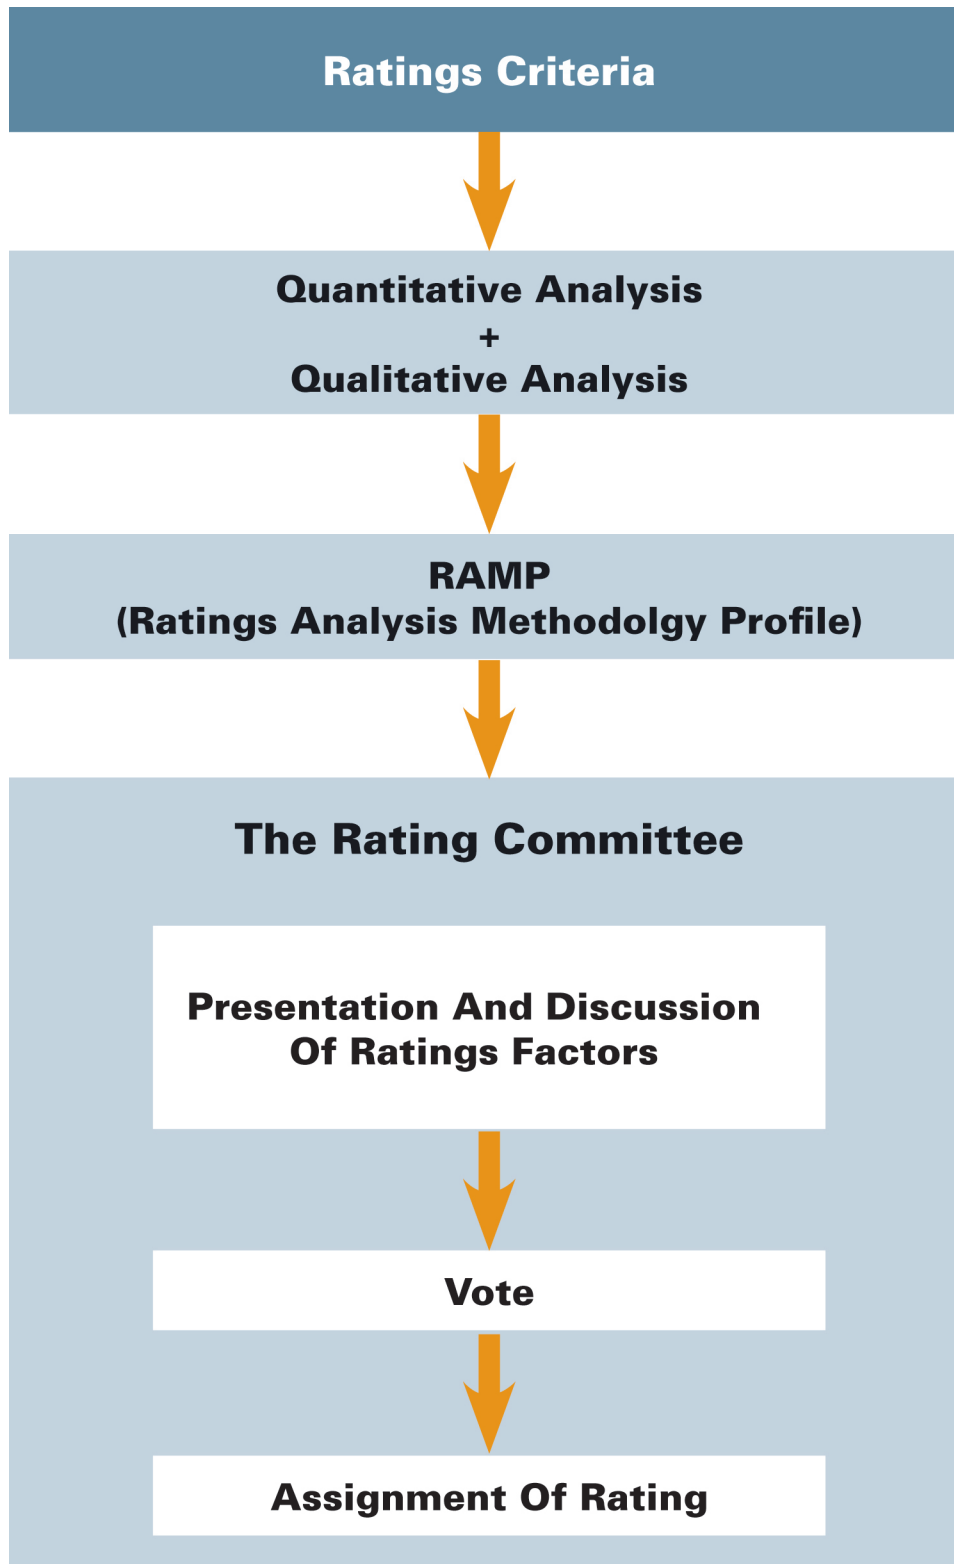 Ratings Criteria
Quantitative Analysis
+
Qualitative Analysis
RAMP
(Ratings Analysis Methodolgy Profile)
The Rating Committee
Presentation And Discussion
Of Ratings Factors
Vote
Assignment Of Rating